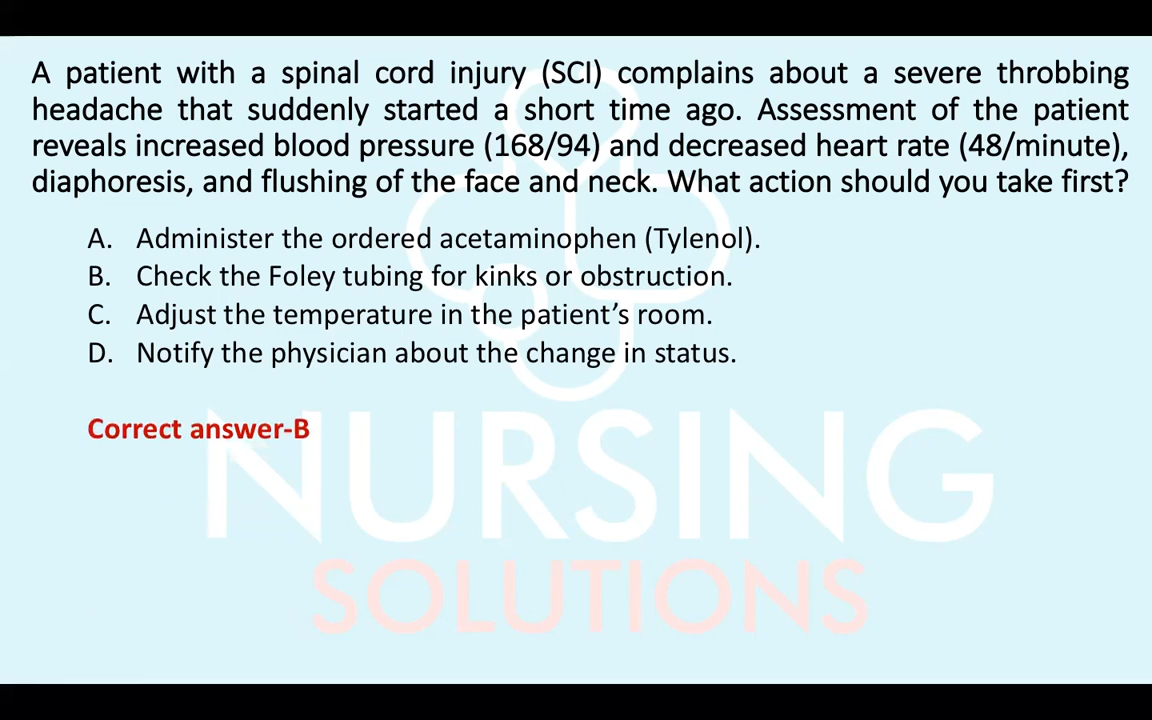 A patient with a spinal cord injury (SCI) complains about a severe throbbing
headache that suddenly started a short time ago. Assessment of the patient
reveals increased blood pressure (168/94) and decreased heart rate (48/minute),
diaphoresis, and flushing of the face and neck. What action should you take first?
A. Administer the ordered acetaminophen (Tylenol).
B. Check the Foley tubing for kinks or obstruction.
C. Adjust the temperature in the patient’s room.
D. Notify the physician about the change in status.
Correct answer-B
NURSING
SOLUTIONS